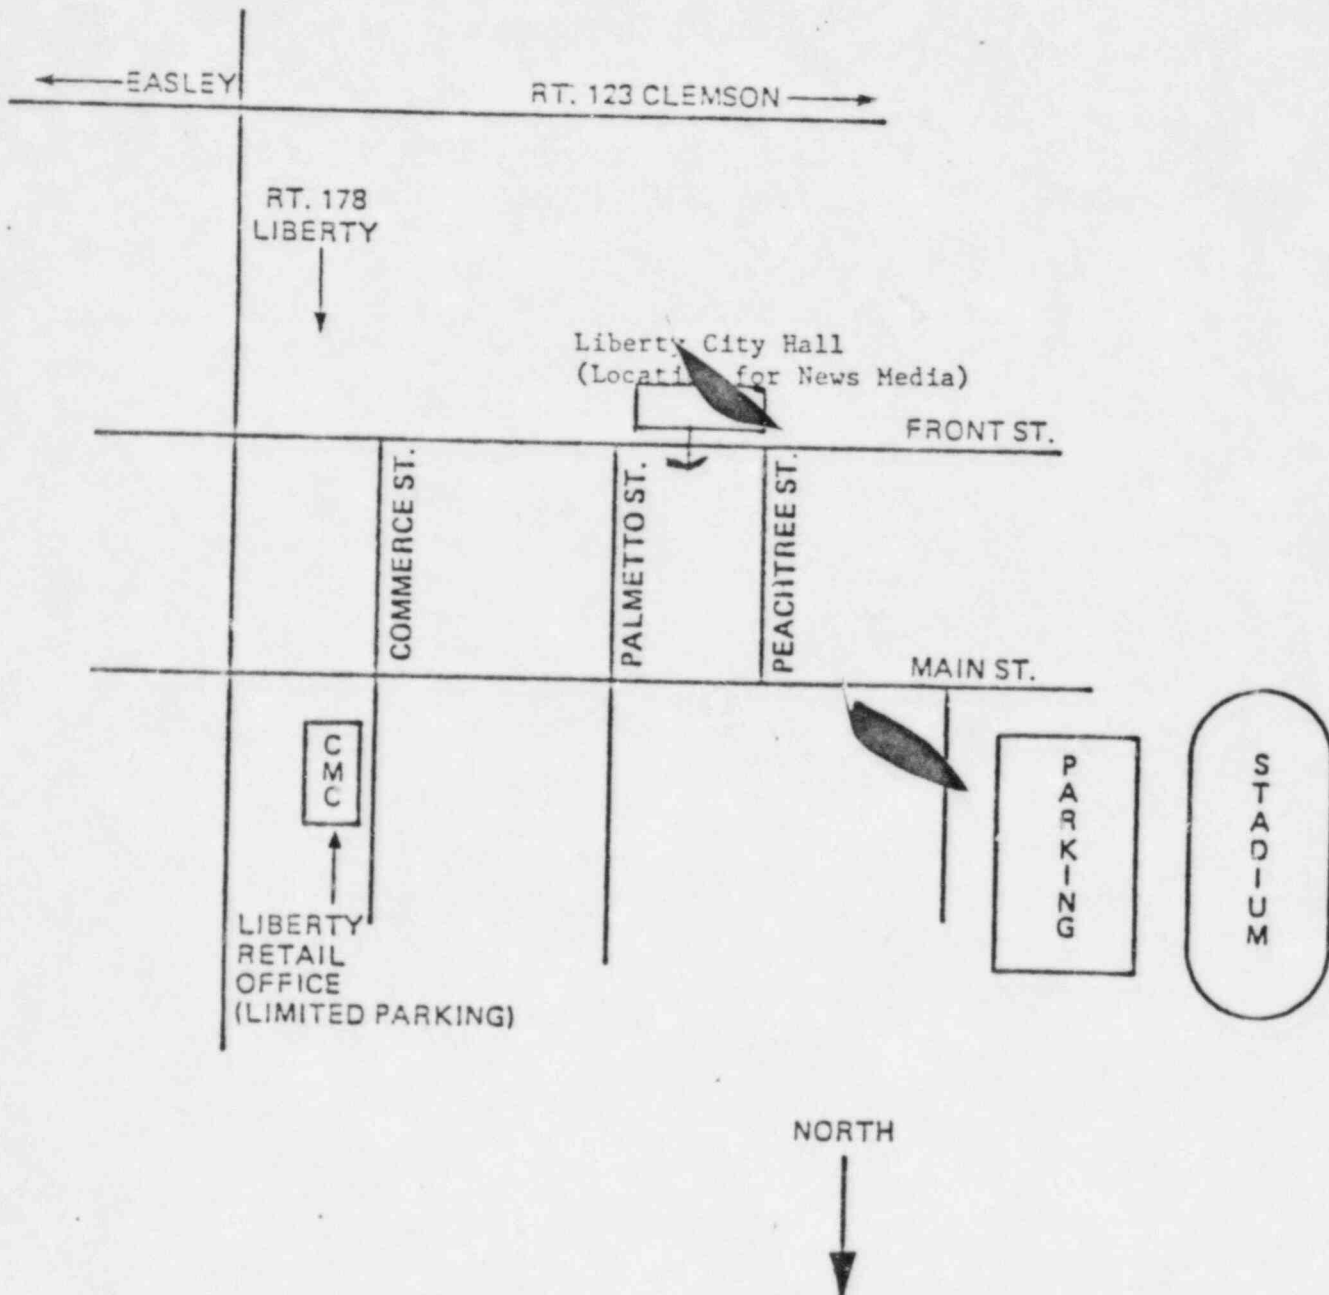 EASLEY
RT. 123 CLEMSON
RT. 178
LIBERTY
Liberty City Hall
(Location for News Media)
FRONT ST.
COMMERCE ST.
PALMETTO ST.
PEACHTREE ST.
MAIN ST.
CMC
PARKING
STADIUM
LIBERTY
RETAIL
OFFICE
(LIMITED PARKING)
NORTH